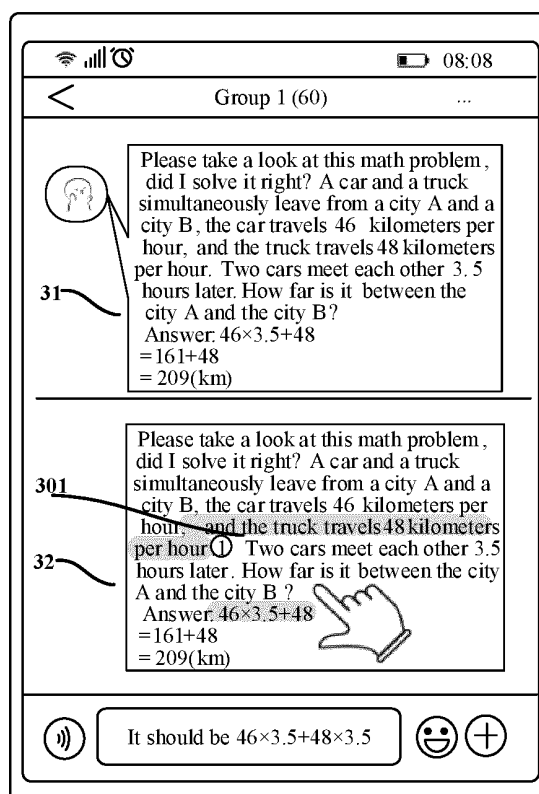 08:08
Group 1 (60)
...
Please take a look at this math problem,
did I solve it right? A car and a truck
simultaneously leave from a city A and a
city B, the car travels 46 kilometers per
hour, and the truck travels 48 kilometers
per hour. Two cars meet each other 3.5
hours later. How far is it between the
city A and the city B?
Answer: 46×3.5+48
=161+48
= 209(km)
31
Please take a look at this math problem,
did I solve it right? A car and a truck
simultaneously leave from a city A and a
city B, the car travels 46 kilometers per
hour, and the truck travels 48 kilometers
per hour ① Two cars meet each other 3.5
hours later. How far is it between the city
A and the city B ?
Answer: 46×3.5+48
=161+48
= 209(km)
301
32
It should be 46×3.5+48×3.5